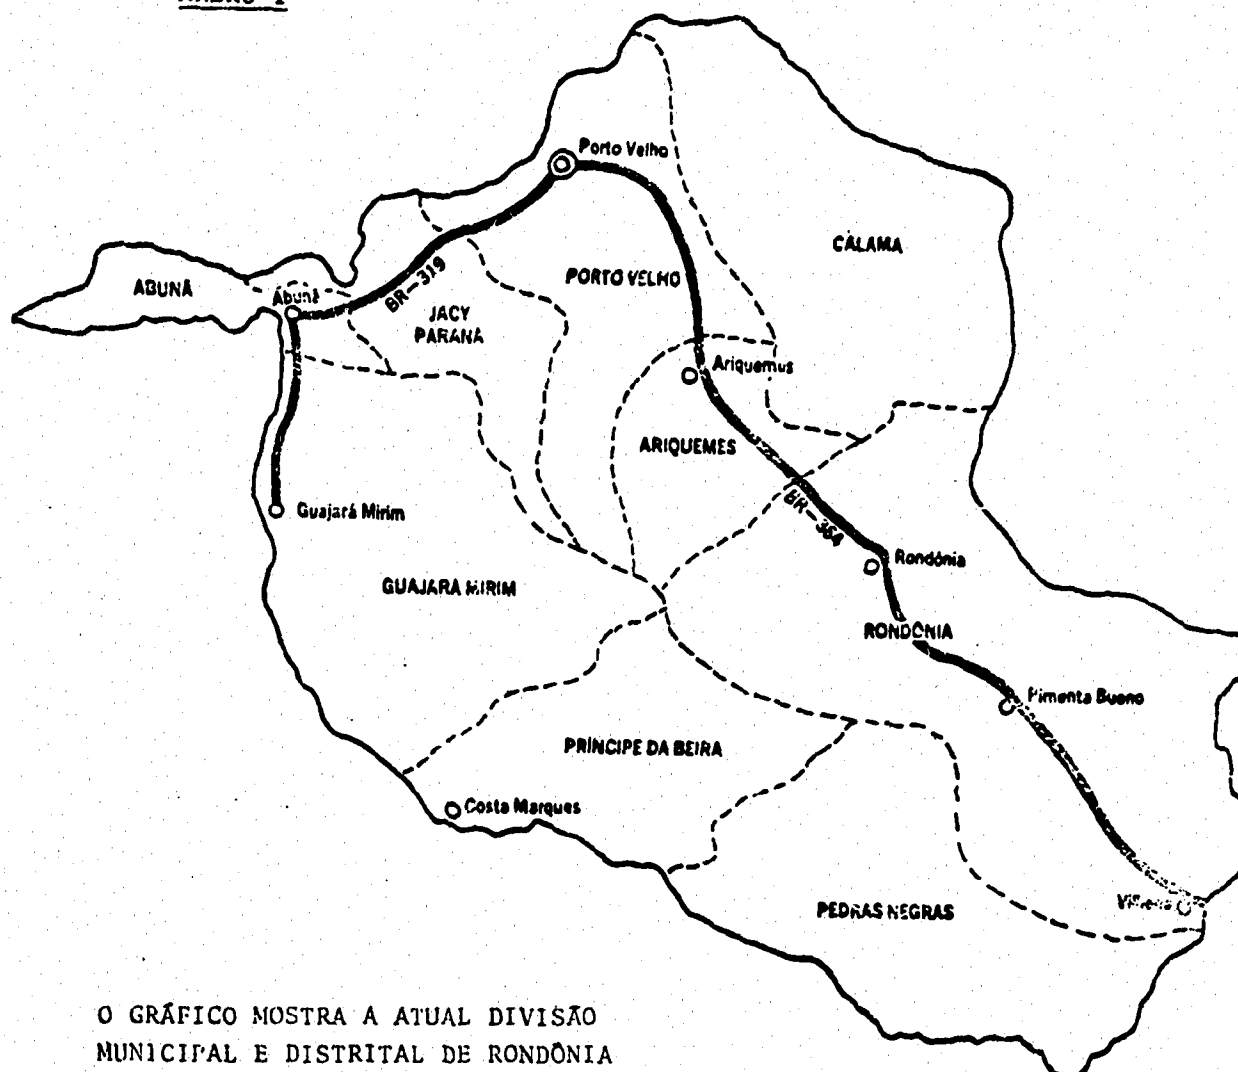 Porto Velho
CALAMA
PORTO VELHO
ABUNÃ
Abunã
BR-319
JACY
PARANÁ
Ariquemus
ARIQUEMES
BR-364
Guajará Mirim
Rondônia
GUAJARÁ MIRIM
RONDÔNIA
Pimenta Bueno
PRÍNCIPE DA BEIRA
Costa Marques
Vilhena
PEDRAS NEGRAS
O GRÁFICO MOSTRA A ATUAL DIVISÃO
MUNICIPAL E DISTRITAL DE RONDÔNIA